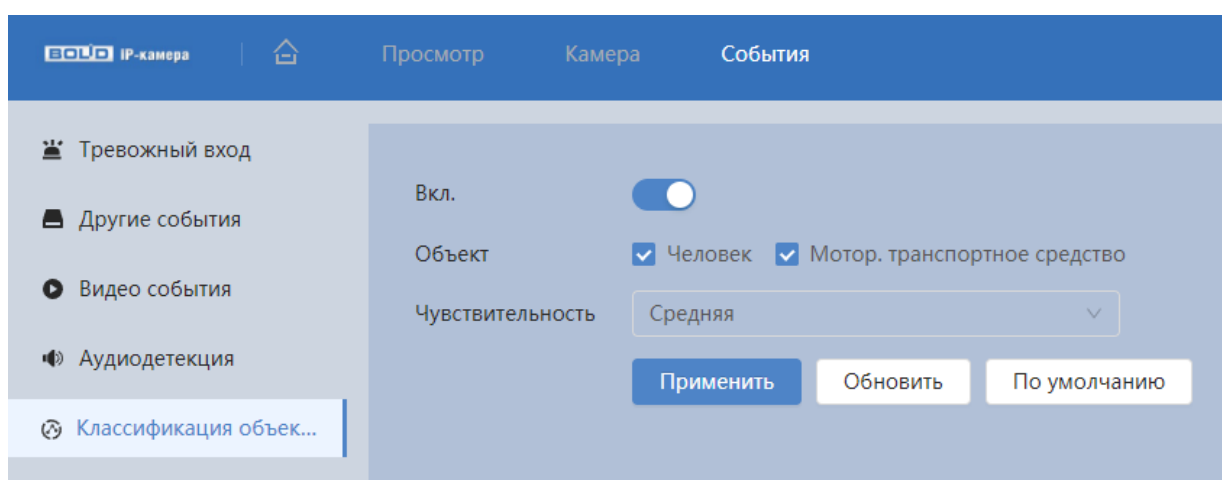 BOLID IP-камера Просмотр Камера События
Тревожный вход
Вкл.
Другие события
Объект Человек Мотор. транспортное средство
Видео события
Чувствительность Средняя
Аудиодетекция
Применить Обновить По умолчанию
Классификация объек...